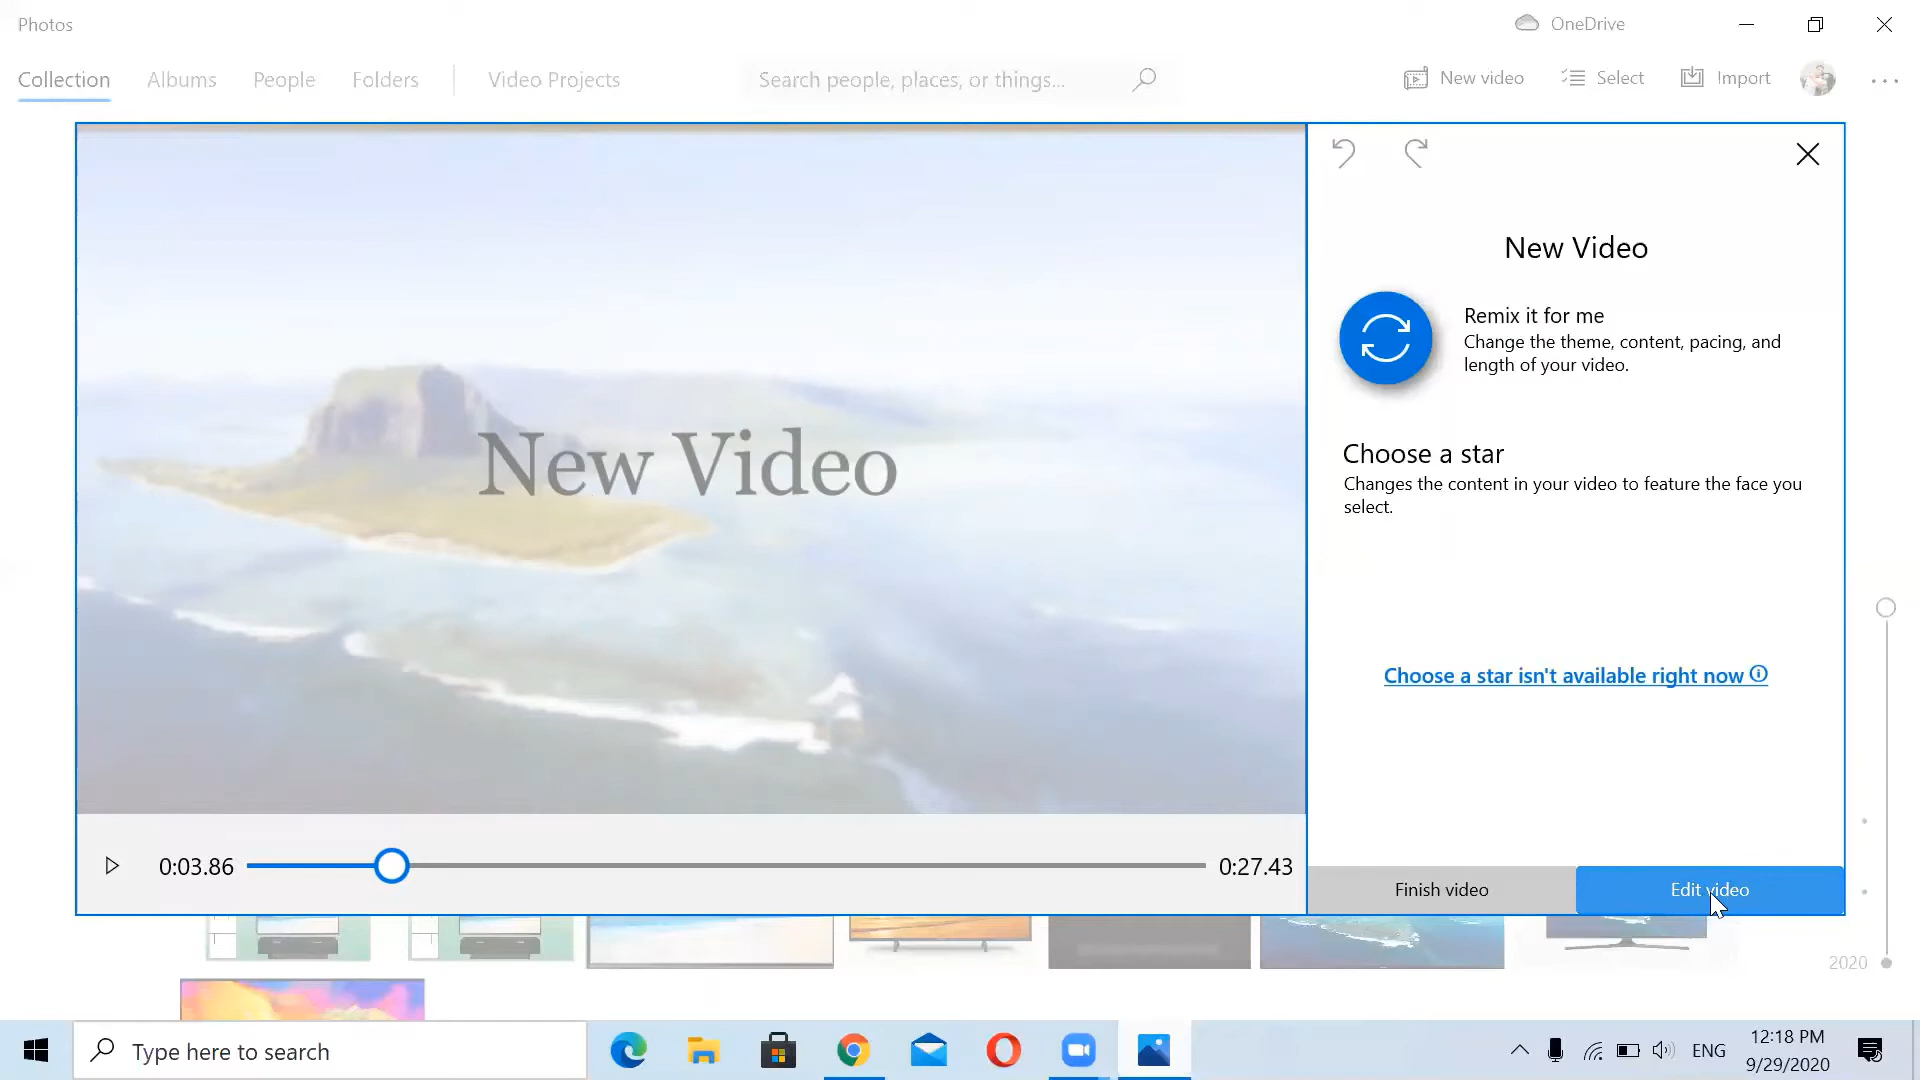 Photos
OneDrive
Collection
Albums
People
Folders
Video Projects
Search people, places, or things...
New video
Select
Import
New Video
New Video
Remix it for me
Change the theme, content, pacing, and
length of your video.
Choose a star
Changes the content in your video to feature the face you
select.
Choose a star isn't available right now
0:03.86
0:27.43
Finish video
Edit video
2020
Type here to search
ENG
12:18 PM
9/29/2020